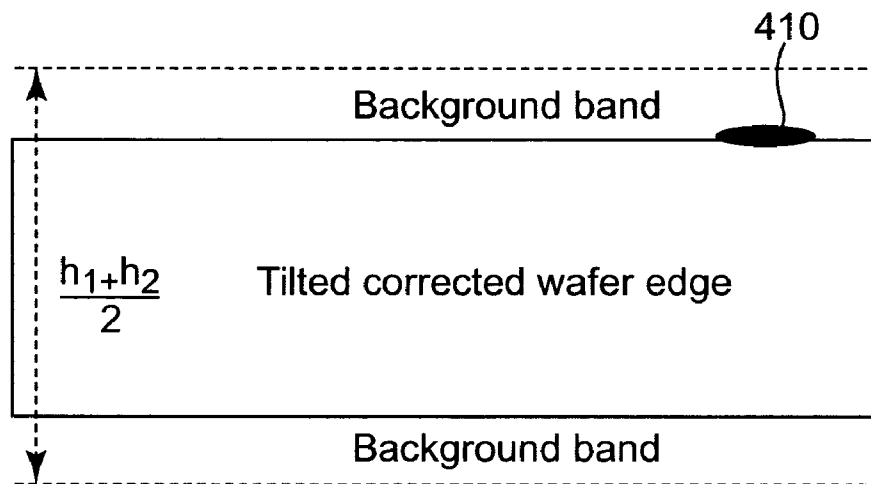 410
Background band
h1+h2
2
Tilted corrected wafer edge
Background band